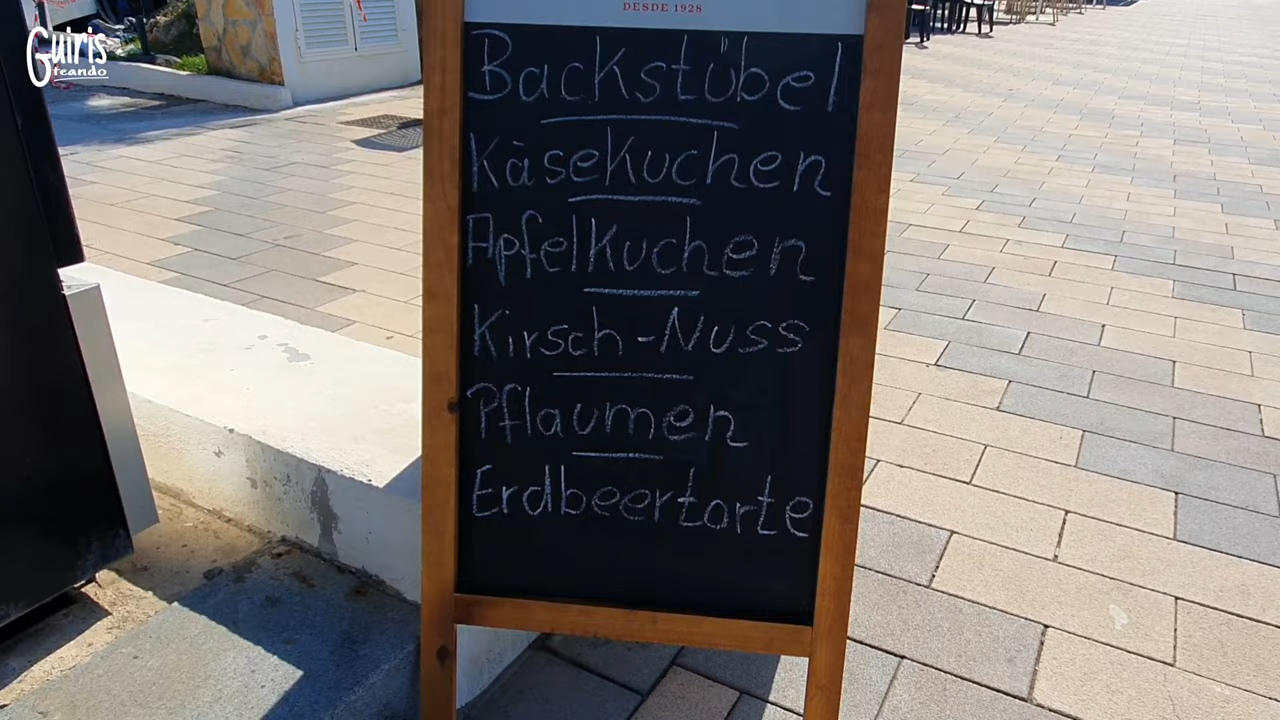 Guiris
teando
DESDE 1928
Backstübel
Käsekuchen
Apfelkuchen
Kirsch-Nuss
Pflaumen
Erdbeertorte